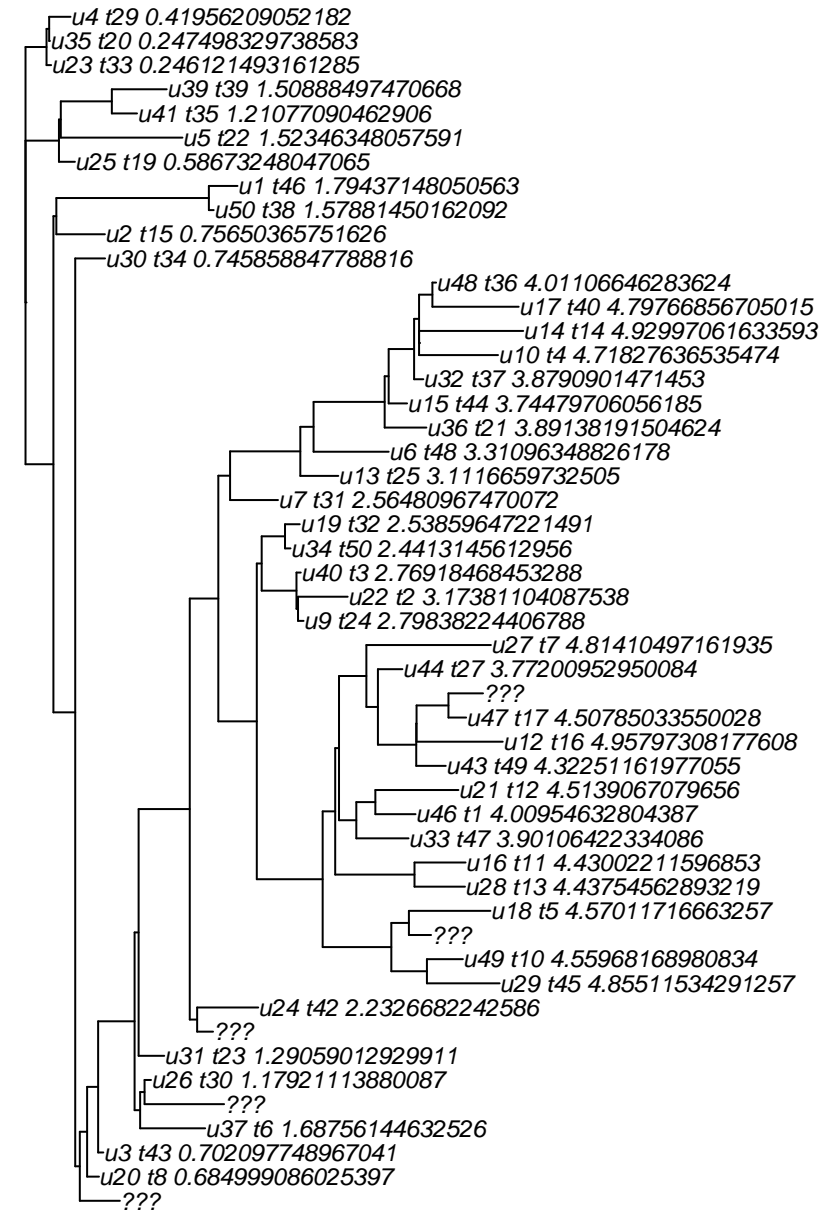 u4 t29 0.41956209052182
u35 t20 0.247498329738583
u23 t33 0.246121493161285
u39 t39 1.50888497470668
u41 t35 1.21077090462906
u5 t22 1.52346348057591
u25 t19 0.58673248047065
u1 t46 1.79437148050563
u50 t38 1.57881450162092
u2 t15 0.75650365751626
u30 t34 0.745858847788816
u48 t36 4.01106646283624
u17 t40 4.79766856705015
u14 t14 4.92997061633593
u10 t4 4.71827636535474
u32 t37 3.8790901471453
u15 t44 3.74479706056185
u36 t21 3.89138191504624
u6 t48 3.31096348826178
u13 t25 3.1116659732505
u7 t31 2.56480967470072
u19 t32 2.53859647221491
u34 t50 2.4413145612956
u40 t3 2.76918468453288
u22 t2 3.17381104087538
u9 t24 2.79838224406788
u27 t7 4.81410497161935
u44 t27 3.77200952950084
???
u47 t17 4.50785033550028
u12 t16 4.95797308177608
u43 t49 4.32251161977055
u21 t12 4.5139067079656
u46 t1 4.00954632804387
u33 t47 3.90106422334086
u16 t11 4.43002211596853
u28 t13 4.43754562893219
u18 t5 4.57011716663257
???
u49 t10 4.55968168980834
u29 t45 4.85511534291257
u24 t42 2.2326682242586
???
u31 t23 1.29059012929911
u26 t30 1.17921113880087
???
u37 t6 1.68756144632526
u3 t43 0.702097748967041
u20 t8 0.684999086025397
???